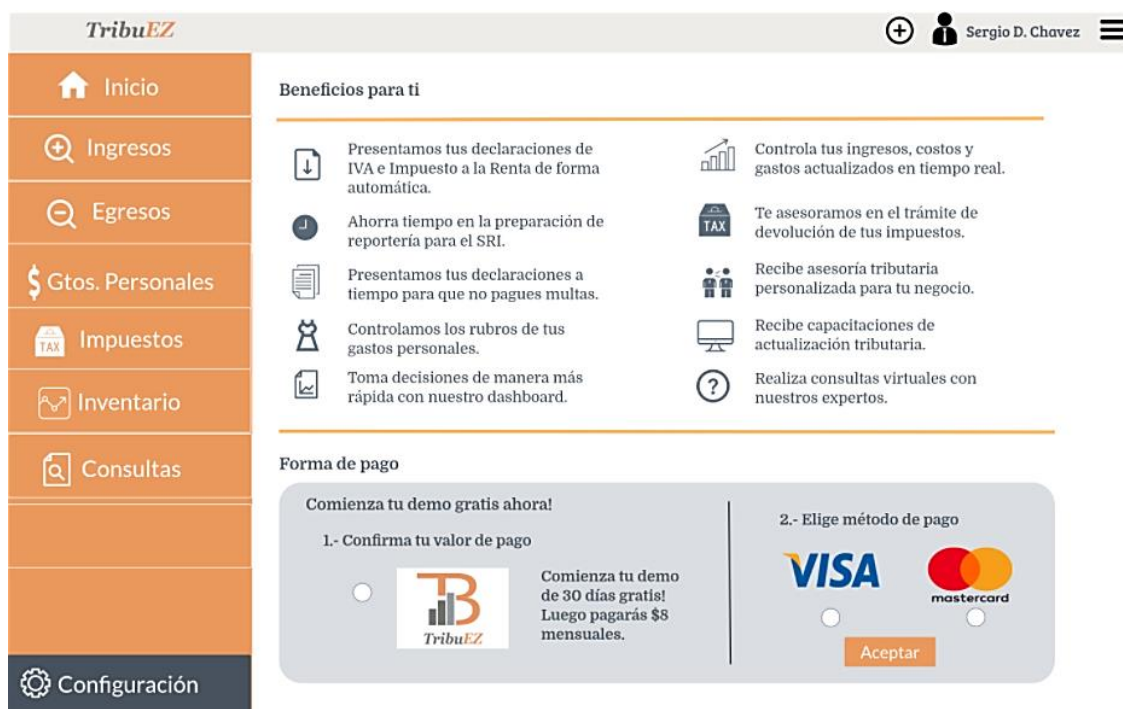 TribuEZ
Sergio D. Chavez
Inicio
Ingresos
Egresos
Gtos. Personales
TAX
Impuestos
Inventario
Consultas
Configuración
Beneficios para ti
Presentamos tus declaraciones de
IVA e Impuesto a la Renta de forma
automática.
Ahorra tiempo en la preparación de
reportería para el SRI.
Presentamos tus declaraciones a
tiempo para que no pagues multas.
Controlamos los rubros de tus
gastos personales.
Toma decisiones de manera más
rápida con nuestro dashboard.
Controla tus ingresos, costos y
gastos actualizados en tiempo real.
TAX
Te asesoramos en el trámite de
devolución de tus impuestos.
Recibe asesoría tributaria
personalizada para tu negocio.
Recibe capacitaciones de
actualización tributaria.
?
Realiza consultas virtuales con
nuestros expertos.
Forma de pago
Comienza tu demo gratis ahora!
1.- Confirma tu valor de pago
TB
TribuEZ
Comienza tu demo
de 30 días gratis!
Luego pagarás $8
mensuales.
2.- Elige método de pago
VISA
mastercard
Aceptar